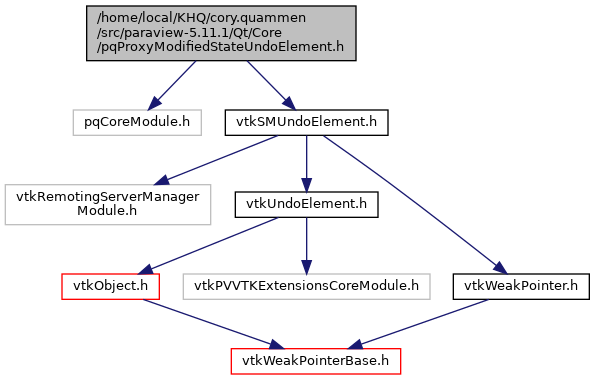 /home/local/KHQ/cory.quammen
/src/paraview-5.11.1/Qt/Core
/pqProxyModifiedStateUndoElement.h
pqCoreModule.h
vtkSMUndoElement.h
vtkRemotingServerManager
Module.h
vtkUndoElement.h
vtkObject.h
vtkPVVTKExtensionsCoreModule.h
vtkWeakPointer.h
vtkWeakPointerBase.h